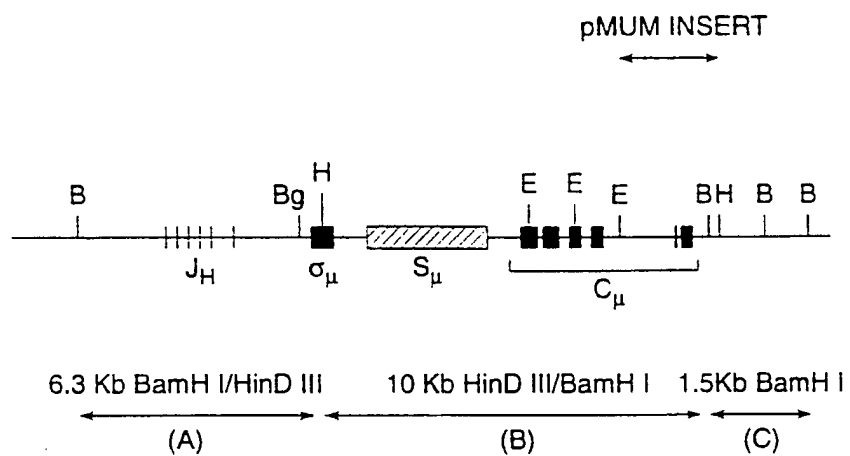 pMUM INSERT
B Bg H E E E B H B B
J_H σ_μ S_μ C_μ
6.3 Kb BamH I/HinD III 10 Kb HinD III/BamH I 1.5Kb BamH I
(A) (B) (C)